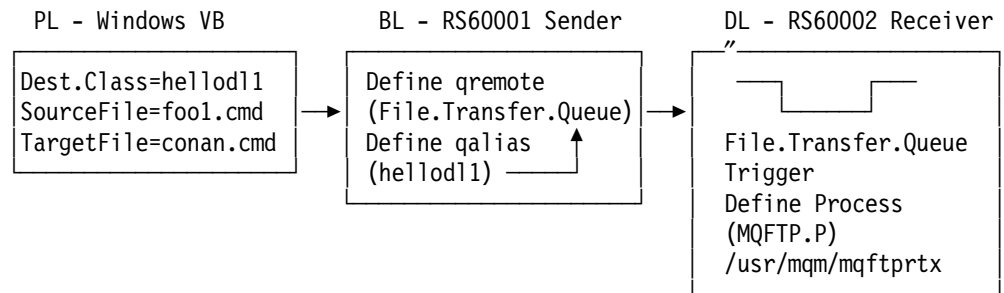 PL - Windows VB
BL - RS60001 Sender
DL - RS60002 Receiver
Dest.Class=hellodl1
SourceFile=foo1.cmd
TargetFile=conan.cmd
Define qremote
(File.Transfer.Queue)
Define qalias
(hellodl1)
″
File.Transfer.Queue
Trigger
Define Process
(MQFTP.P)
/usr/mqm/mqftprtx